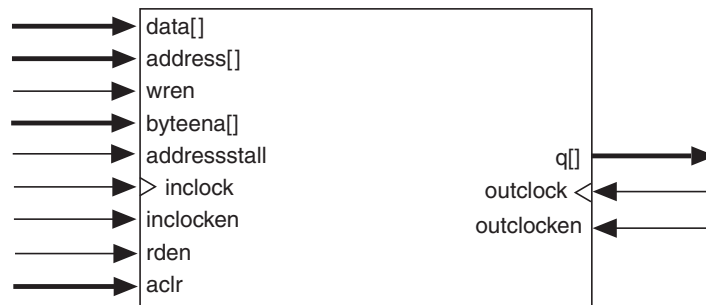 data[]
address[]
wren
byteena[]
addressstall
inclock
inclocken
rden
aclr
q[]
outclock
outclocken